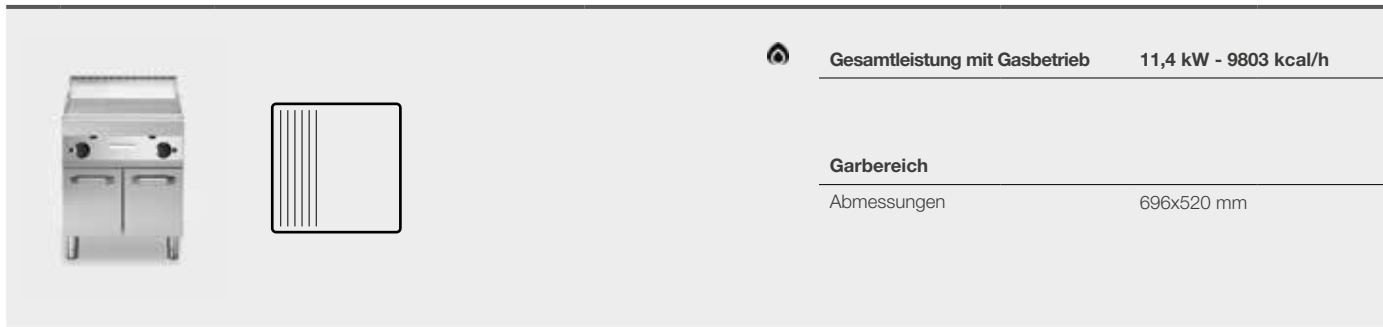 Gesamtleistung mit Gasbetrieb 11,4 kW - 9803 kcal/h
Garbereich
Abmessungen 696x520 mm